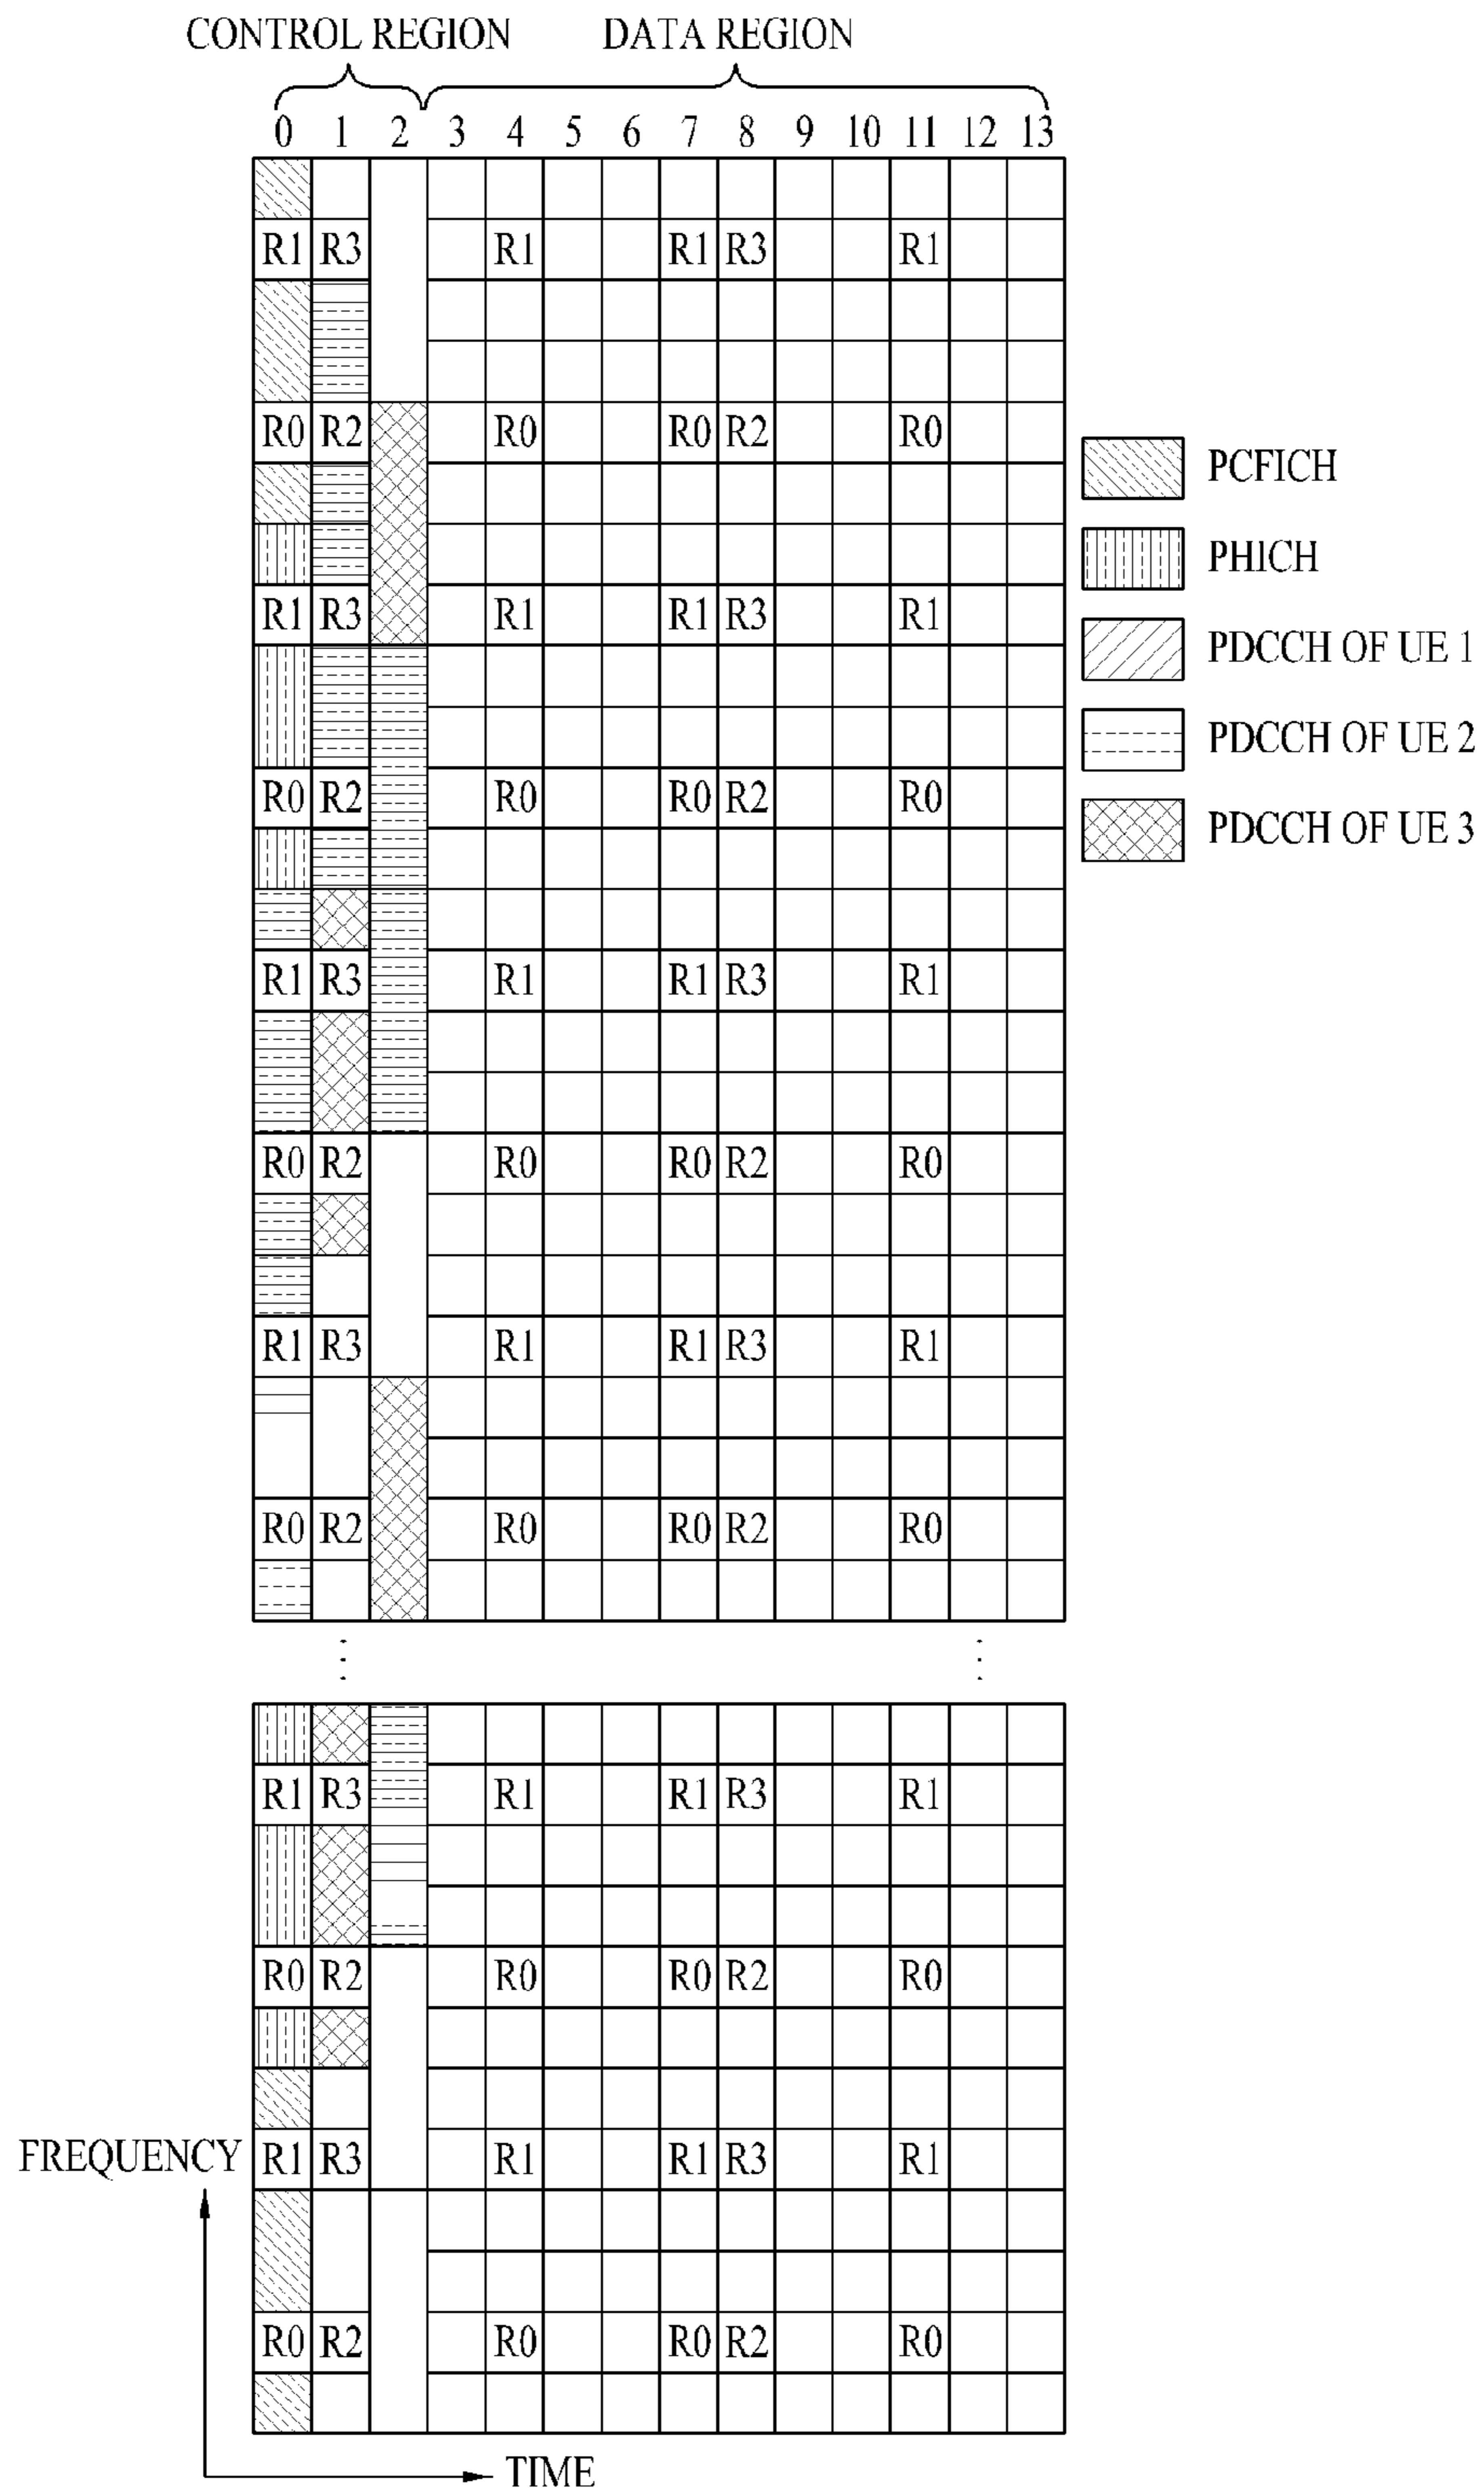 CONTROL REGION DATA REGION
0 1 2 3 4 5 6 7 8 9 10 11 12 13
R1 R3 R1 R1 R3 R1
R0 R2 R0 R0 R2 R0
PCFICH
PHICH
R1 R3 R1 R1 R3 R1
PDCCH OF UE 1
PDCCH OF UE 2
R0 R2 R0 R0 R2 R0
PDCCH OF UE 3
R1 R3 R1 R1 R3 R1
R0 R2 R0 R0 R2 R0
R1 R3 R1 R1 R3 R1
R0 R2 R0 R0 R2 R0
R1 R3 R1 R1 R3 R1
R0 R2 R0 R0 R2 R0
FREQUENCY R1 R3 R1 R1 R3 R1
R0 R2 R0 R0 R2 R0
TIME